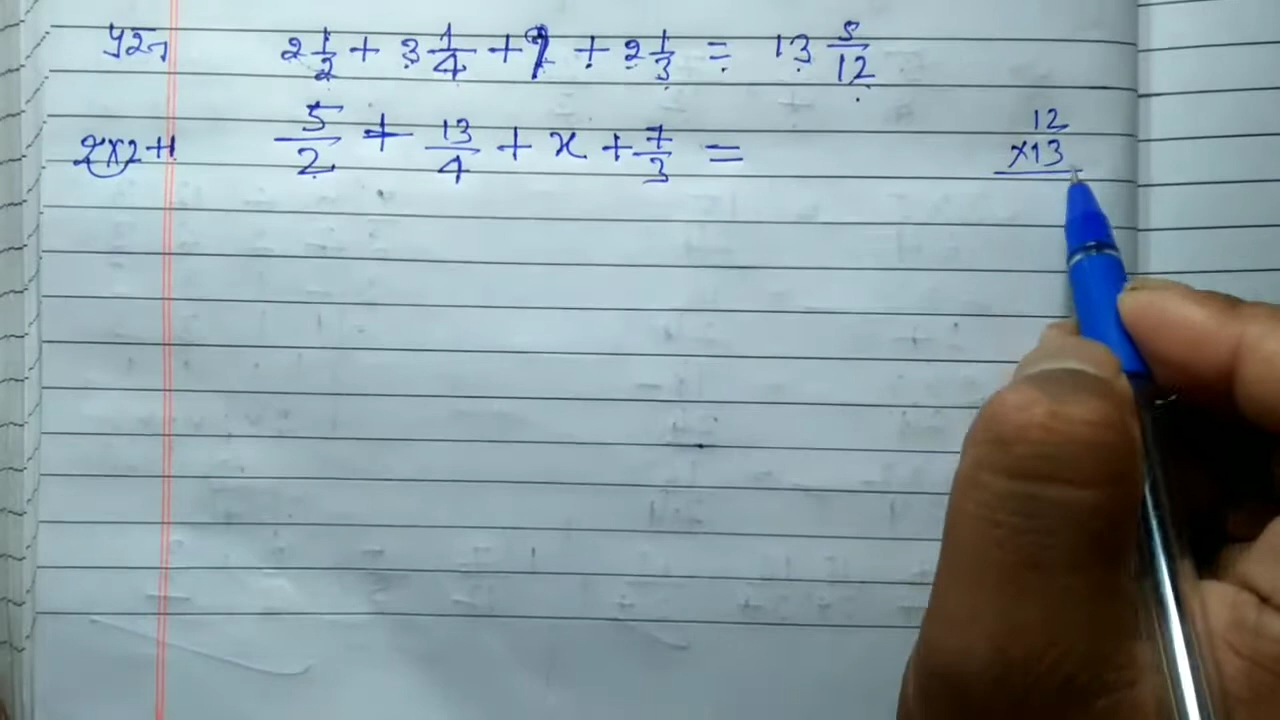 प्रश्न 2 1/2 + 3 1/4 + ? + 2 1/3 = 13 5/12
2×2+1 5/2 + 13/4 + x + 7/3 =
12
×13